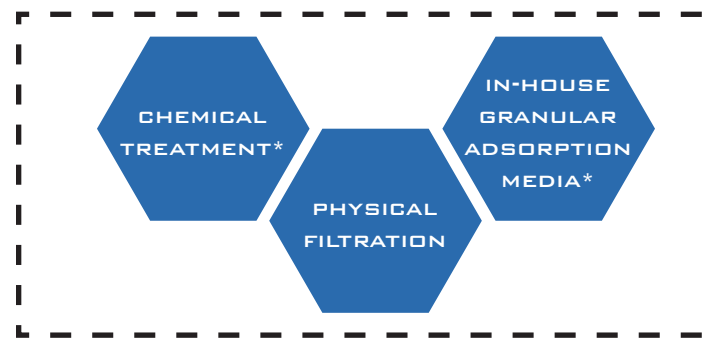 CHEMICAL
TREATMENT*
PHYSICAL
FILTRATION
IN-HOUSE
GRANULAR
ADSORPTION
MEDIA*